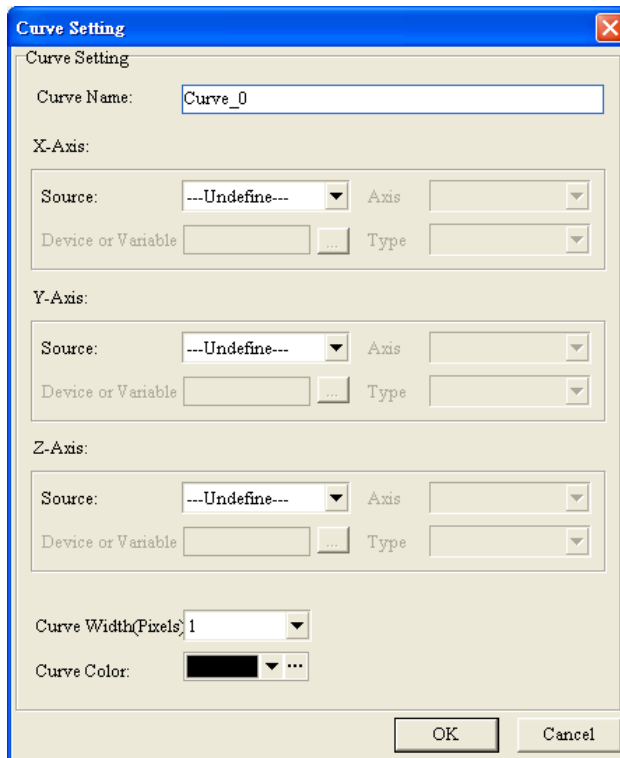 Curve Setting
Curve Setting
Curve Name: Curve_0
X-Axis:
Source: ---Undefine--- Axis
Device or Variable ... Type
Y-Axis:
Source: ---Undefine--- Axis
Device or Variable ... Type
Z-Axis:
Source: ---Undefine--- Axis
Device or Variable ... Type
Curve Width(Pixels) 1
Curve Color: ...
OK Cancel